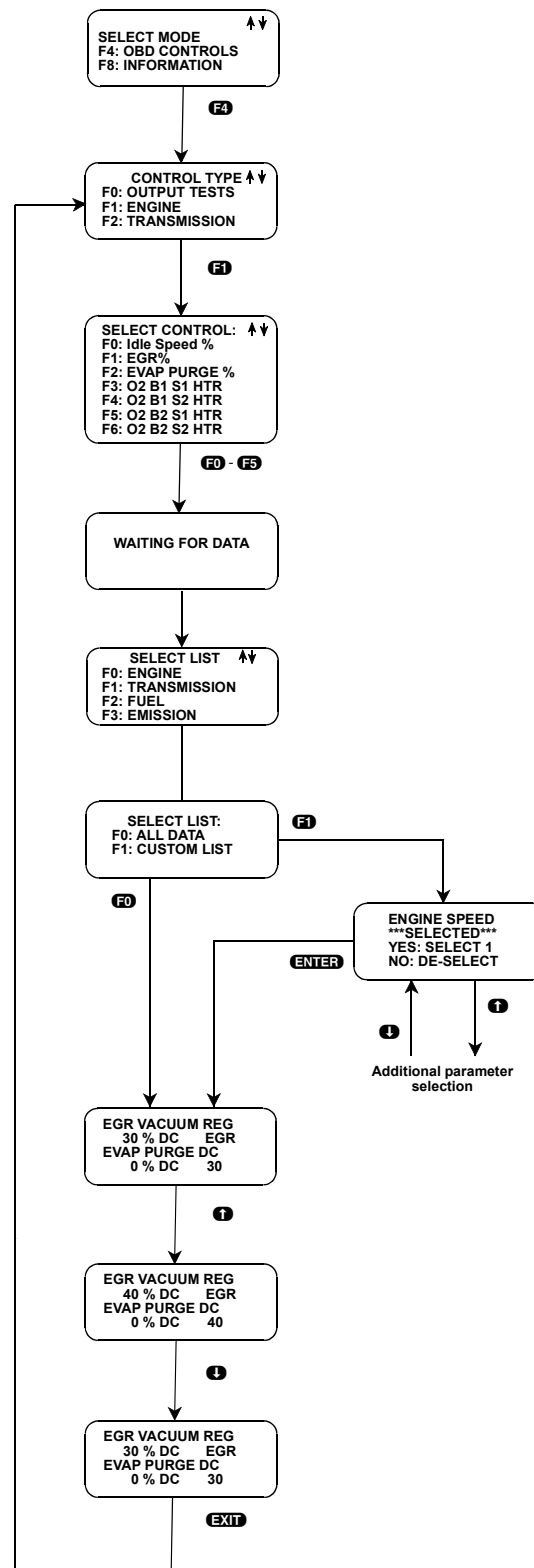 SELECT MODE
F4: OBD CONTROLS
F8: INFORMATION
F4
CONTROL TYPE
F0: OUTPUT TESTS
F1: ENGINE
F2: TRANSMISSION
F1
SELECT CONTROL:
F0: Idle Speed %
F1: EGR%
F2: EVAP PURGE %
F3: O2 B1 S1 HTR
F4: O2 B1 S2 HTR
F5: O2 B2 S1 HTR
F6: O2 B2 S2 HTR
F0 - F5
WAITING FOR DATA
SELECT LIST
F0: ENGINE
F1: TRANSMISSION
F2: FUEL
F3: EMISSION
SELECT LIST:
F0: ALL DATA
F1: CUSTOM LIST
F1
F0
ENGINE SPEED
***SELECTED***
YES: SELECT 1
NO: DE-SELECT
ENTER
Additional parameter
selection
EGR VACUUM REG
30 % DC EGR
EVAP PURGE DC
0 % DC 30
EGR VACUUM REG
40 % DC EGR
EVAP PURGE DC
0 % DC 40
EGR VACUUM REG
30 % DC EGR
EVAP PURGE DC
0 % DC 30
EXIT